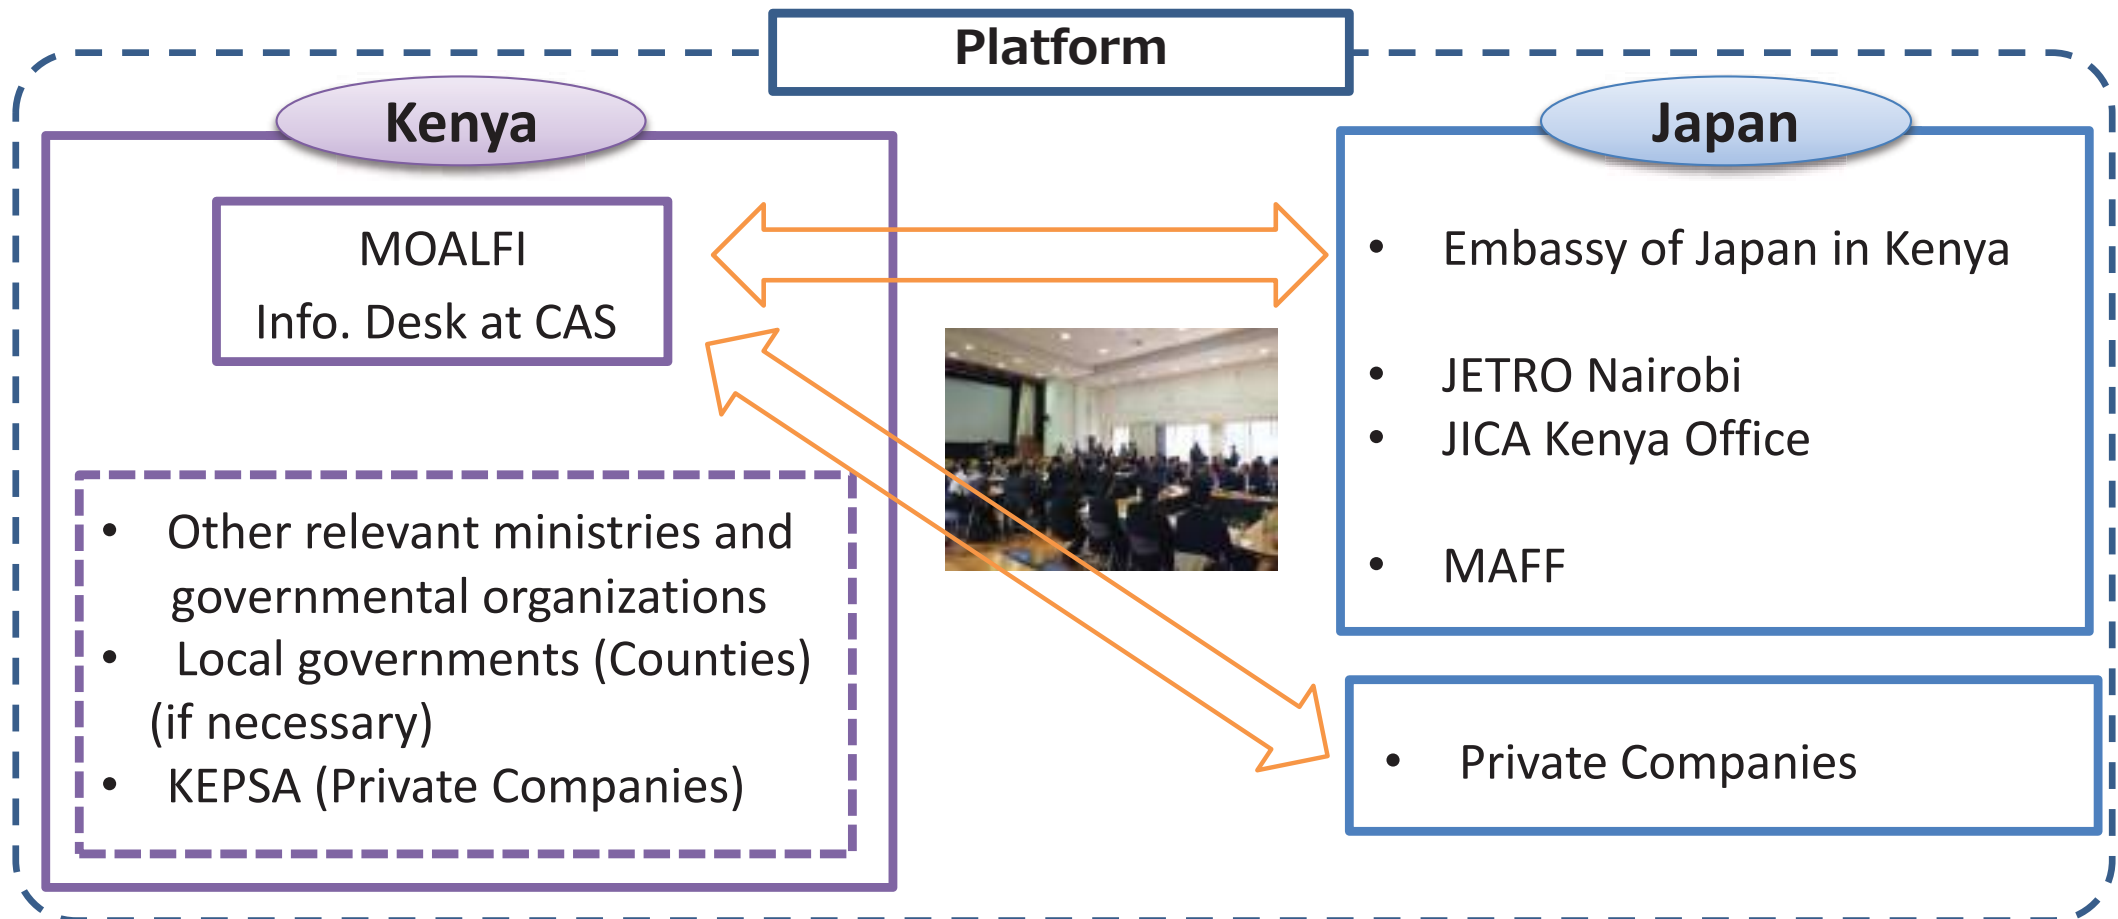 Platform
Kenya
MOALFI
Info. Desk at CAS
• Other relevant ministries and
governmental organizations
• Local governments (Counties)
(if necessary)
• KEPSA (Private Companies)
Japan
• Embassy of Japan in Kenya
• JETRO Nairobi
• JICA Kenya Office
• MAFF
• Private Companies